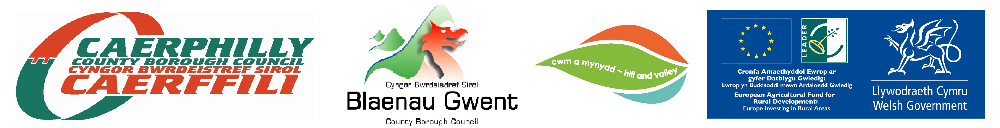 CAERPHILLY
COUNTY BOROUGH COUNCIL
CYNGOR BWRDEISTREF SIROL
CAERFFILI
Cyngor Bwrdeisdref Sirol
Blaenau Gwent
County Borough Council
cwm a mynydd ~ hill and valley
LEADER
Cronfa Amaethyddol Ewrop ar
gyfer Datblygu Gwledig:
Ewrop yn Buddsoddi mewn Ardaloedd Gwledig
European Agricultural Fund for
Rural Development:
Europe Investing in Rural Areas
Llywodraeth Cymru
Welsh Government